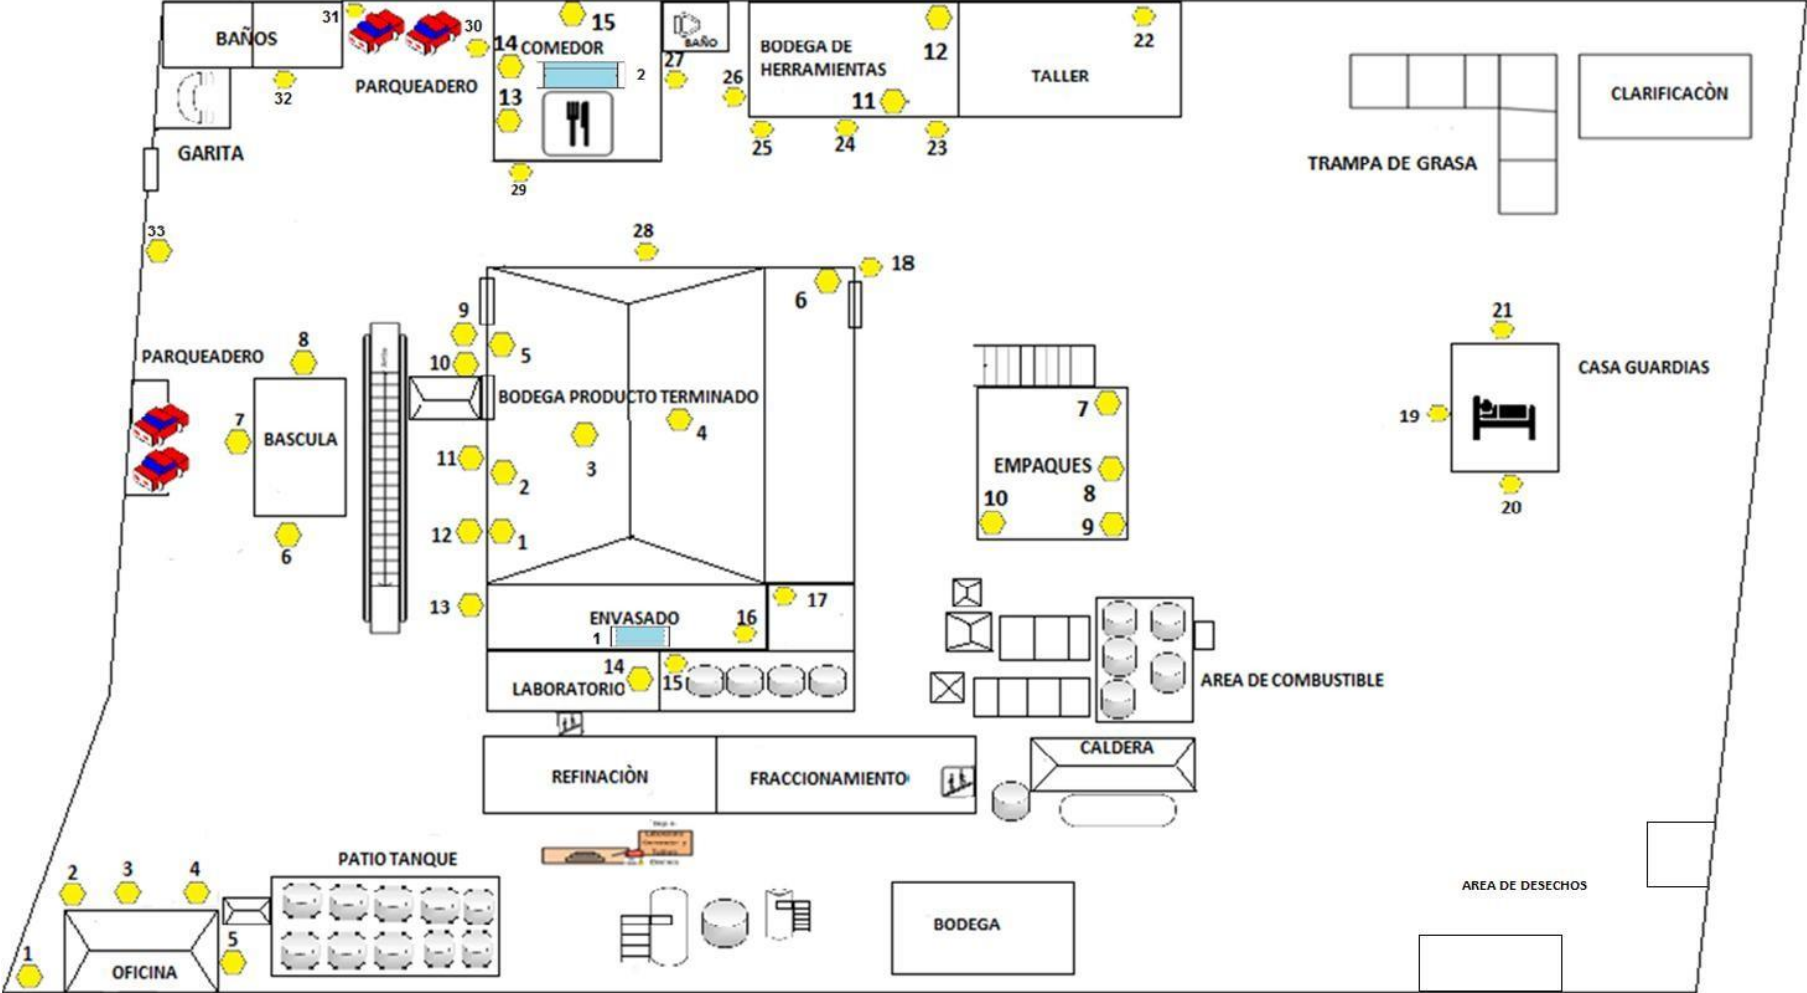 31
30
15
BAÑOS
14
COMEDOR
BAÑO
BODEGA DE
HERRAMIENTAS
12
22
PARQUEADERO
2
27
26
TALLER
32
13
11
CLARIFICACÒN
GARITA
29
25
24
23
TRAMPA DE GRASA
33
28
18
6
9
8
5
10
PARQUEADERO
21
CASA GUARDIAS
BODEGA PRODUCTO TERMINADO
7
7
BASCULA
4
19
11
3
2
EMPAQUES
8
10
9
20
12
1
6
13
ENVASADO
1
16
17
14
15
LABORATORIO
AREA DE COMBUSTIBLE
REFINACIÒN
FRACCIONAMIENTO
CALDERA
PATIO TANQUE
2
3
4
AREA DE DESECHOS
BODEGA
1
5
OFICINA